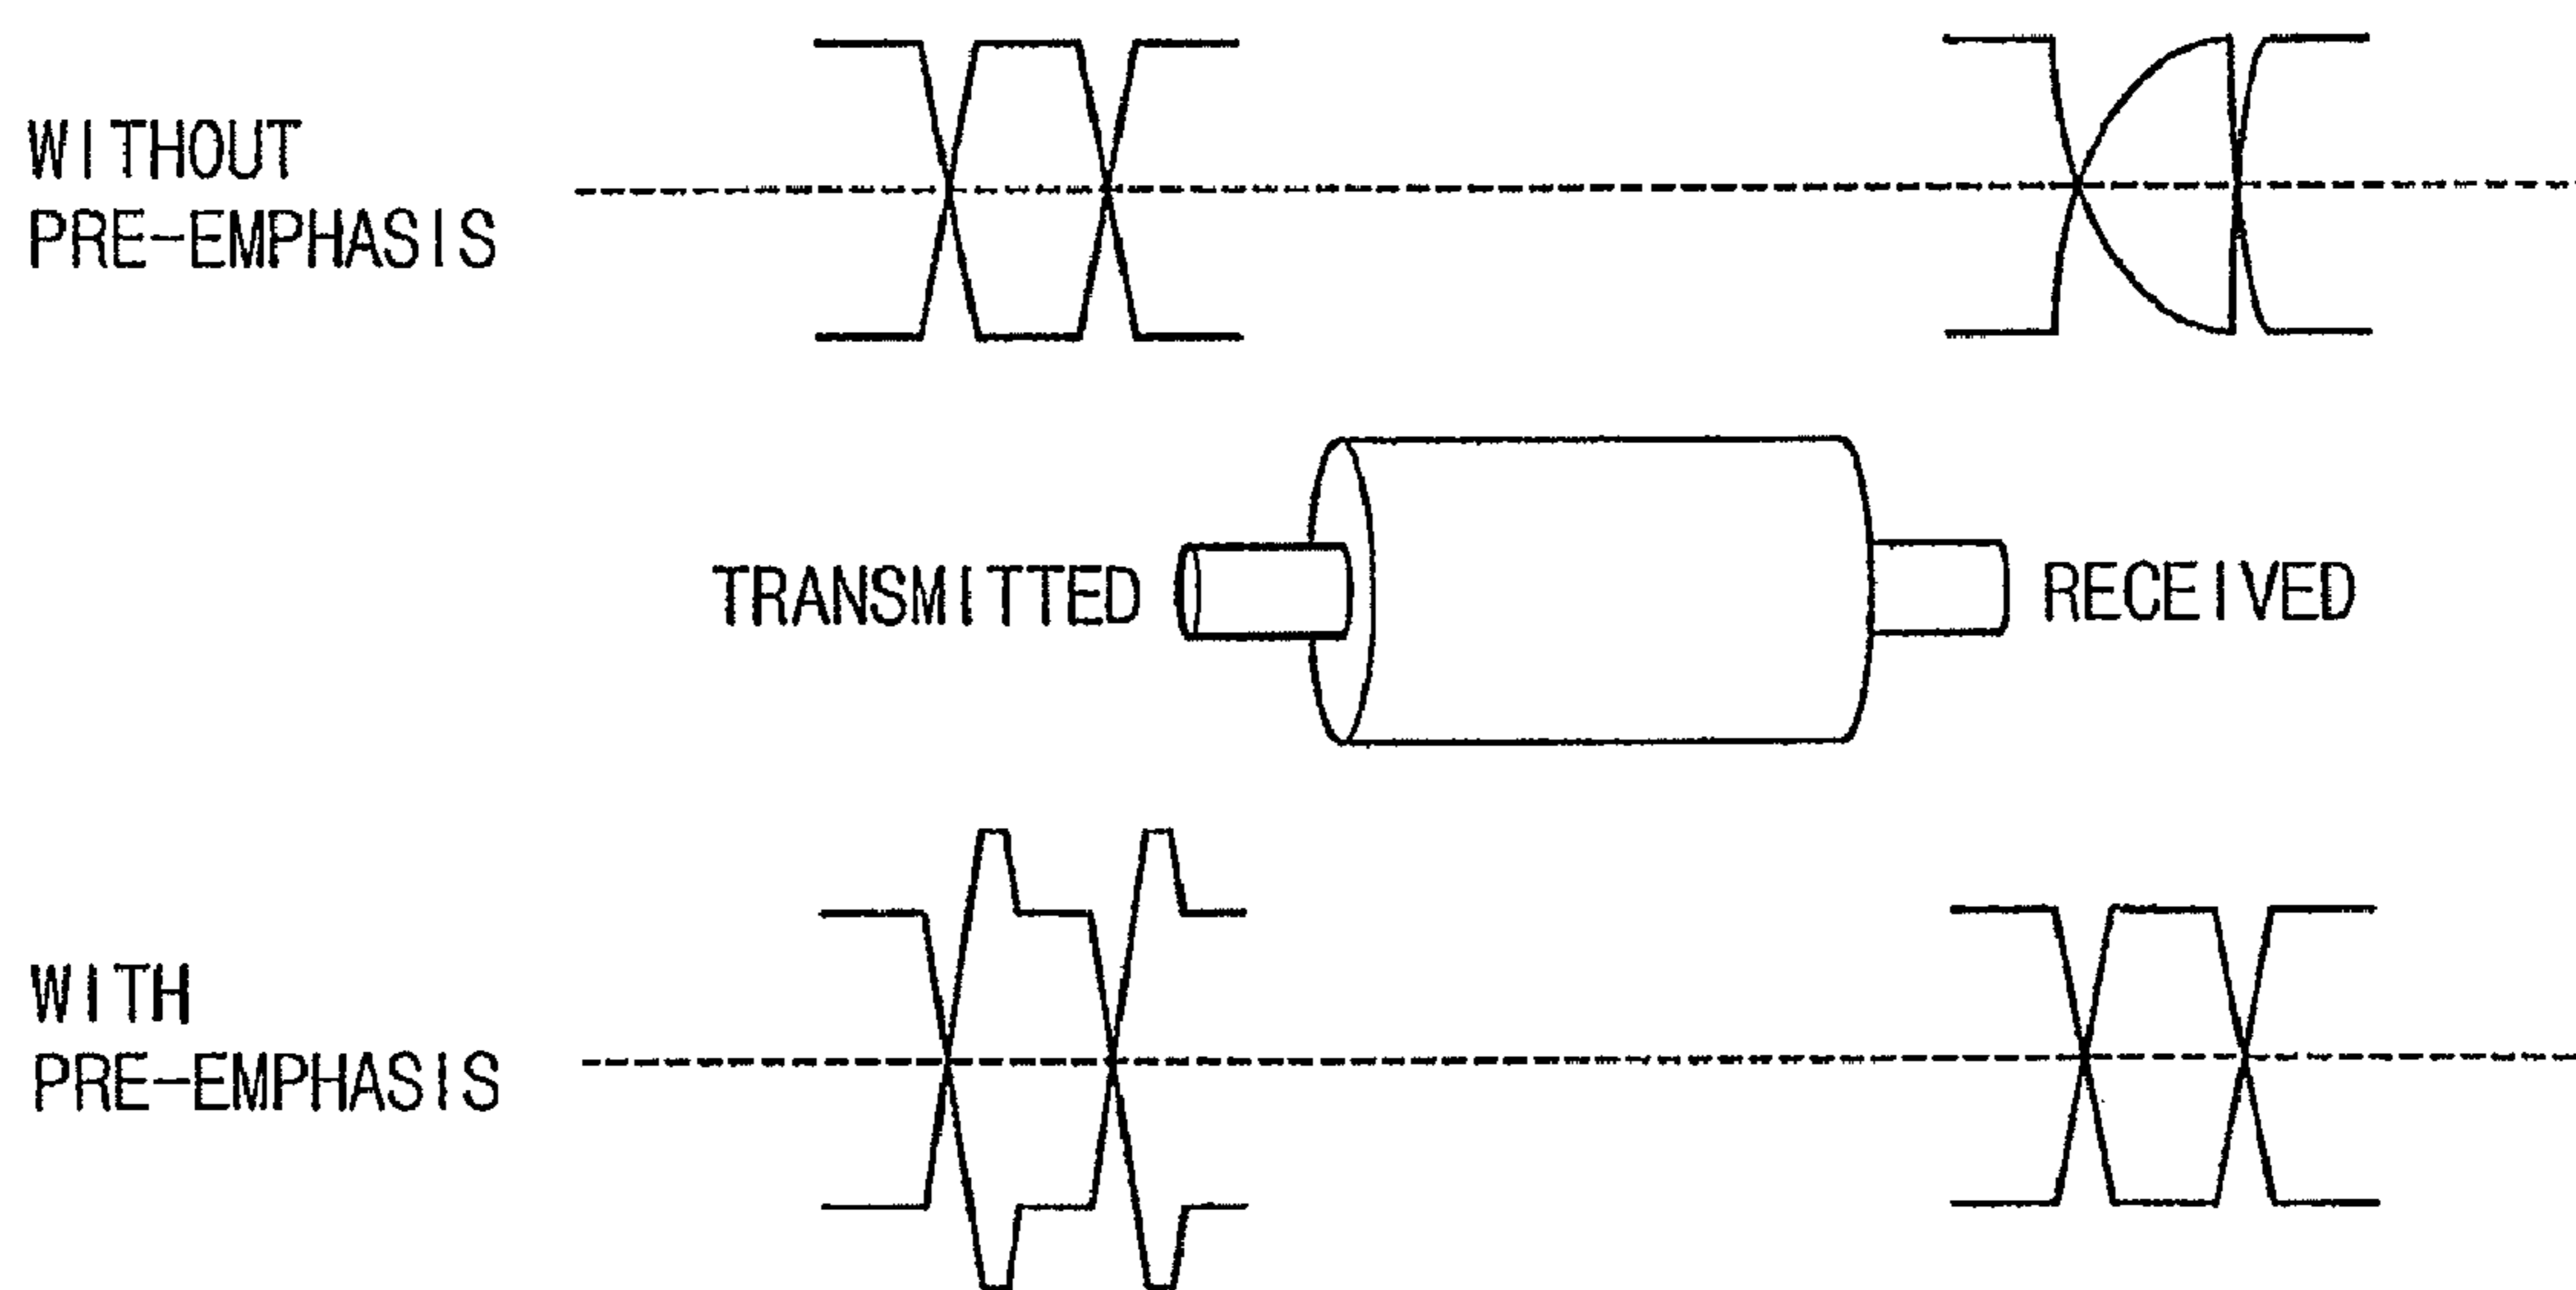 WITHOUT
PRE-EMPHASIS
TRANSMITTED
RECEIVED
WITH
PRE-EMPHASIS